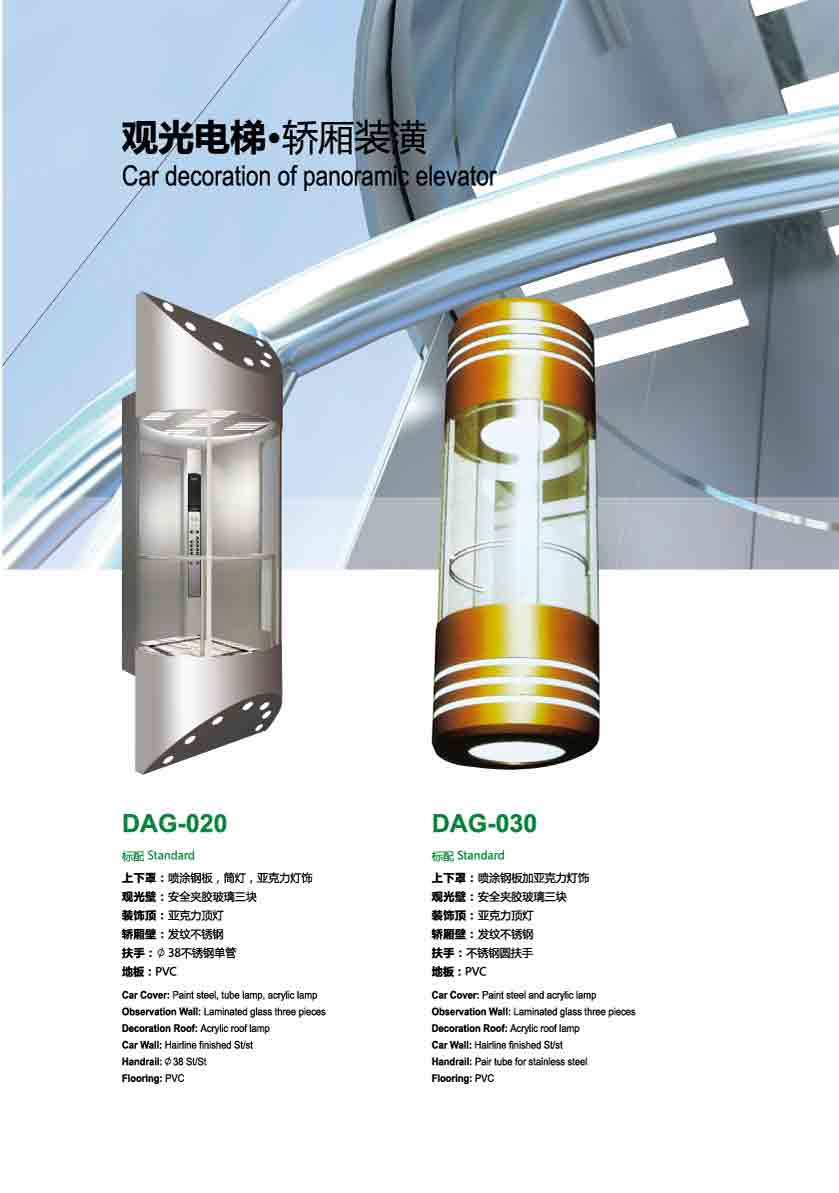 观光电梯•轿厢装潢
Car decoration of panoramic elevator
DAG-020
标配 Standard
上下罩：喷涂钢板，筒灯，亚克力灯饰
观光壁：安全夹胶玻璃三块
装饰顶：亚克力顶灯
轿厢壁：发纹不锈钢
扶手：∅38不锈钢单管
地板：PVC
Car Cover: Paint steel, tube lamp, acrylic lamp
Observation Wall: Laminated glass three pieces
Decoration Roof: Acrylic roof lamp
Car Wall: Hairline finished St/st
Handrail: ∅38 St/St
Flooring: PVC
DAG-030
标配 Standard
上下罩：喷涂钢板加亚克力灯饰
观光壁：安全夹胶玻璃三块
装饰顶：亚克力顶灯
轿厢壁：发纹不锈钢
扶手：不锈钢圆扶手
地板：PVC
Car Cover: Paint steel and acrylic lamp
Observation Wall: Laminated glass three pieces
Decoration Roof: Acrylic roof lamp
Car Wall: Hairline finished St/st
Handrail: Pair tube for stainless steel
Flooring: PVC